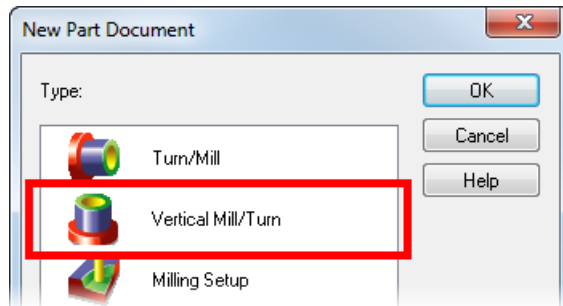 New Part Document
Type:
OK
Turn/Mill
Cancel
Vertical Mill/Turn
Help
Milling Setup